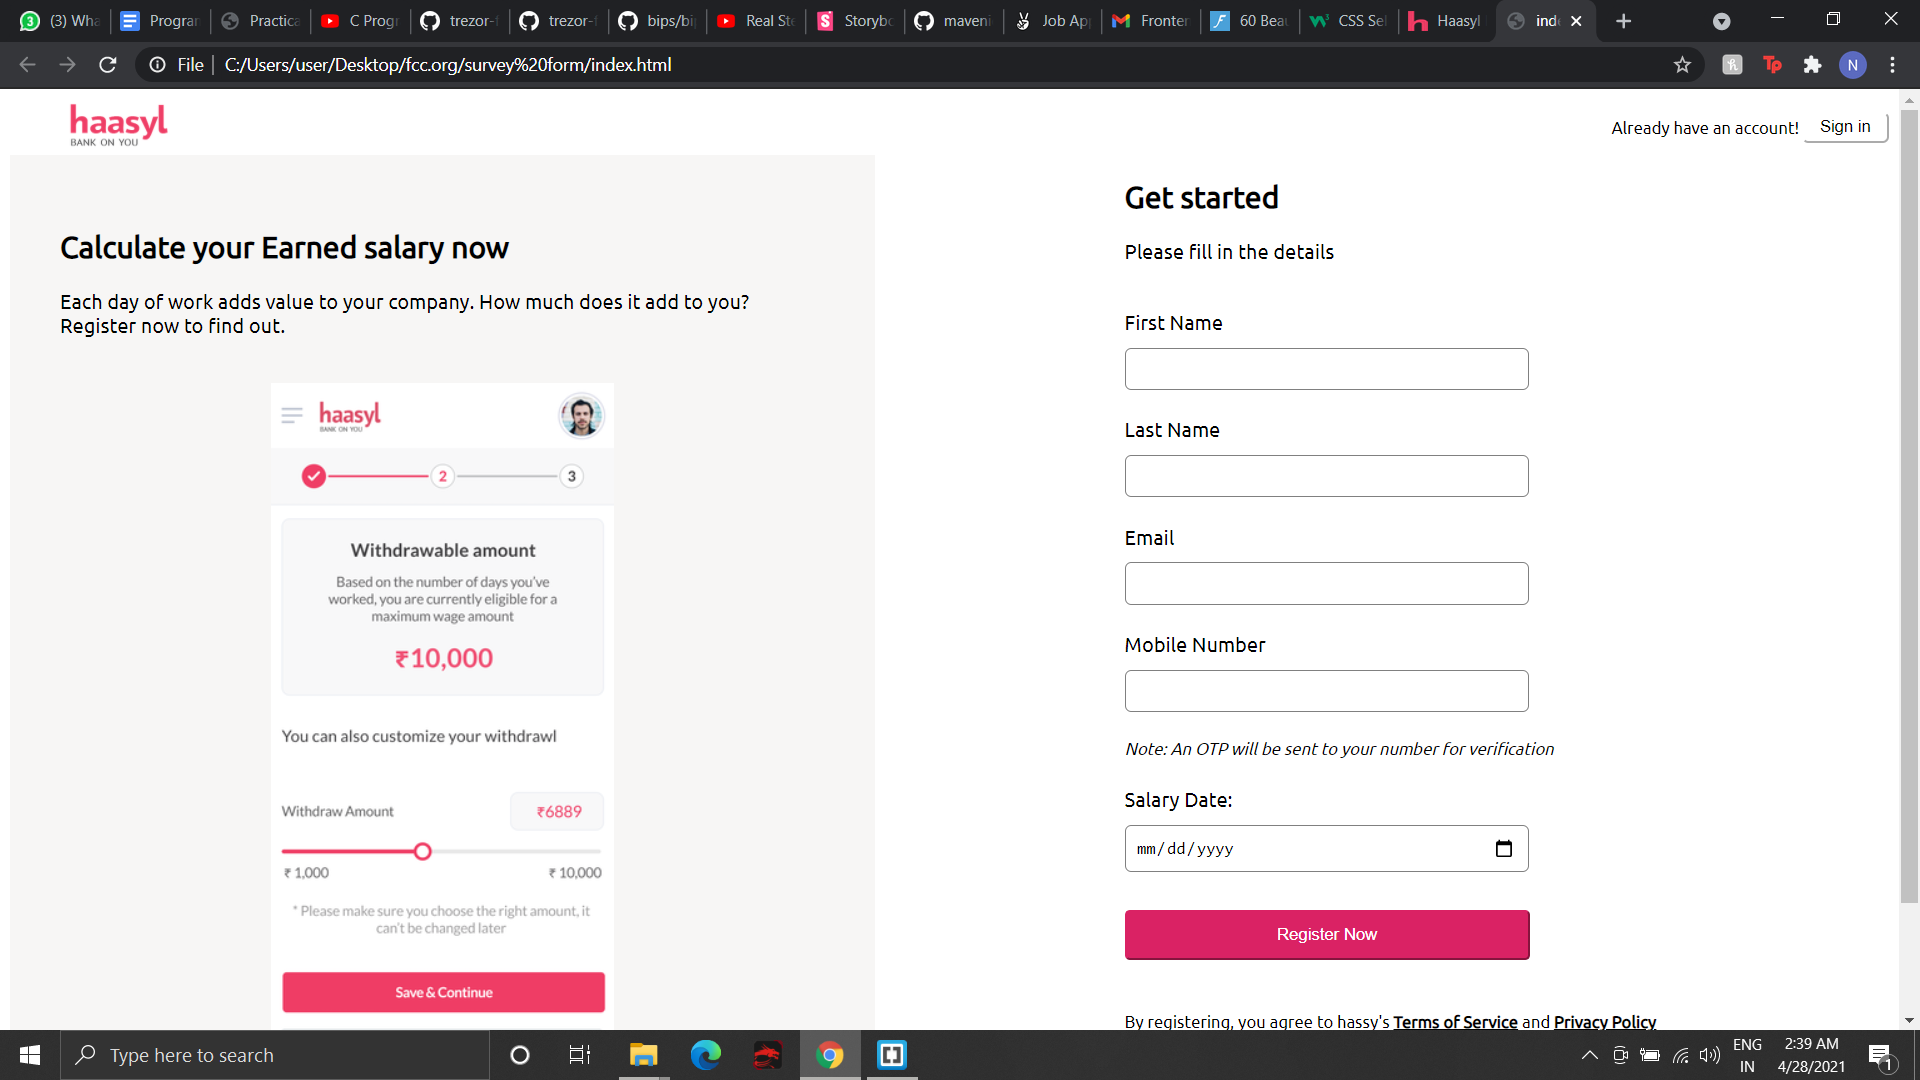 (3) Wha
Program
Practica
C Progr
trezor-f
trezor-f
bips/bip
Real Ste
Storybo
maveni
Job App
Fronten
60 Beau
CSS Sel
Haasyl
inde
File
C:/Users/user/Desktop/fcc.org/survey%20form/index.html
N
haasyl
BANK ON YOU
Already have an account!
Sign in
Calculate your Earned salary now
Each day of work adds value to your company. How much does it add to you?
Register now to find out.
haasyl
BANK ON YOU
2
3
Withdrawable amount
Based on the number of days you've
worked, you are currently eligible for a
maximum wage amount
₹10,000
You can also customize your withdrawl
Withdraw Amount
₹6889
₹ 1,000
₹ 10,000
* Please make sure you choose the right amount, it
can't be changed later
Save & Continue
Get started
Please fill in the details
First Name
Last Name
Email
Mobile Number
Note: An OTP will be sent to your number for verification
Salary Date:
mm/dd/yyyy
Register Now
By registering, you agree to hassy's Terms of Service and Privacy Policy
Type here to search
ENG
IN
2:39 AM
4/28/2021
1